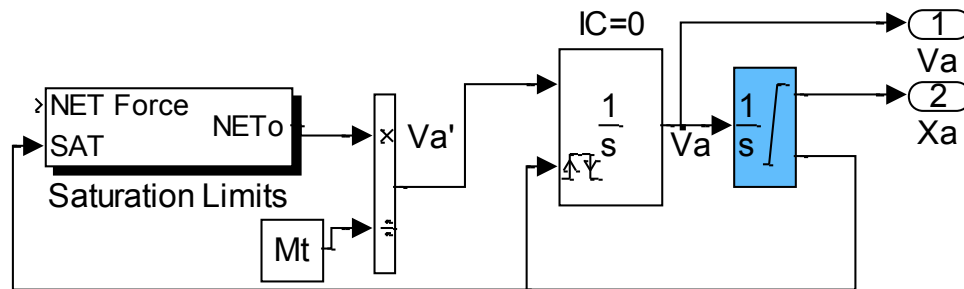 IC=0
1
Va
NET Force
NETo
SAT
Saturation Limits
×
Va'
÷
Mt
1
s
Va
1
s
2
Xa